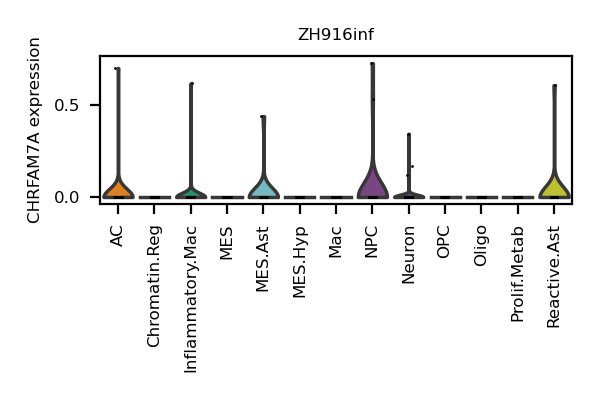 ZH916inf
CHRFAM7A expression
0.5
0.0
AC
Chromatin.Reg
Inflammatory.Mac
MES
MES.Ast
MES.Hyp
Mac
NPC
Neuron
OPC
Oligo
Prolif.Metab
Reactive.Ast